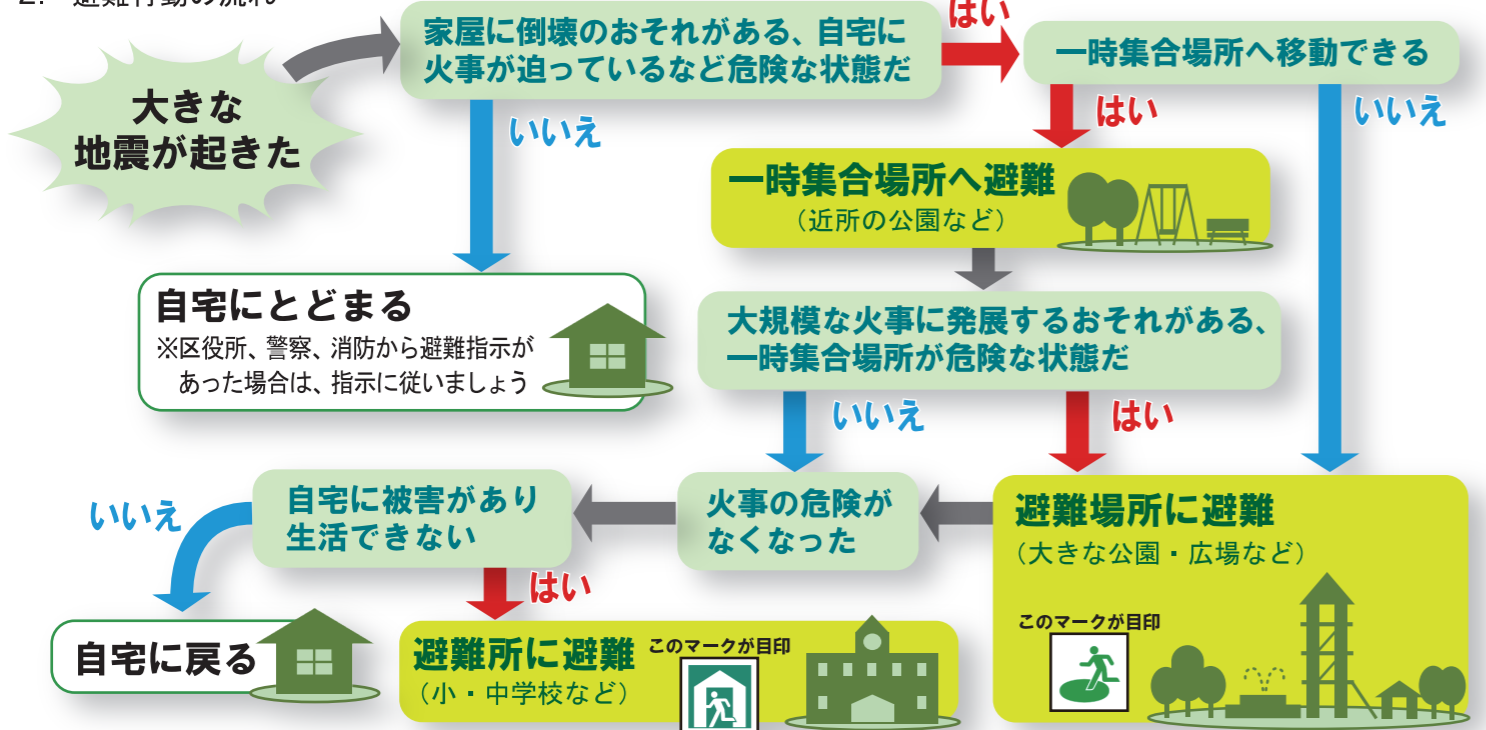 2. 避難行動の流れ
大きな
地震が起きた
家屋に倒壊のおそれがある、自宅に
火事が迫っているなど危険な状態だ
はい
一時集合場所へ移動できる
いいえ
はい
いいえ
一時集合場所へ避難
（近所の公園など）
自宅にとどまる
※区役所、警察、消防から避難指示が
あった場合は、指示に従いましょう
大規模な火事に発展するおそれがある、
一時集合場所が危険な状態だ
いいえ
はい
避難場所に避難
（大きな公園・広場など）
このマークが目印
火事の危険が
なくなった
自宅に被害があり
生活できない
いいえ
はい
自宅に戻る
避難所に避難
（小・中学校など）
このマークが目印